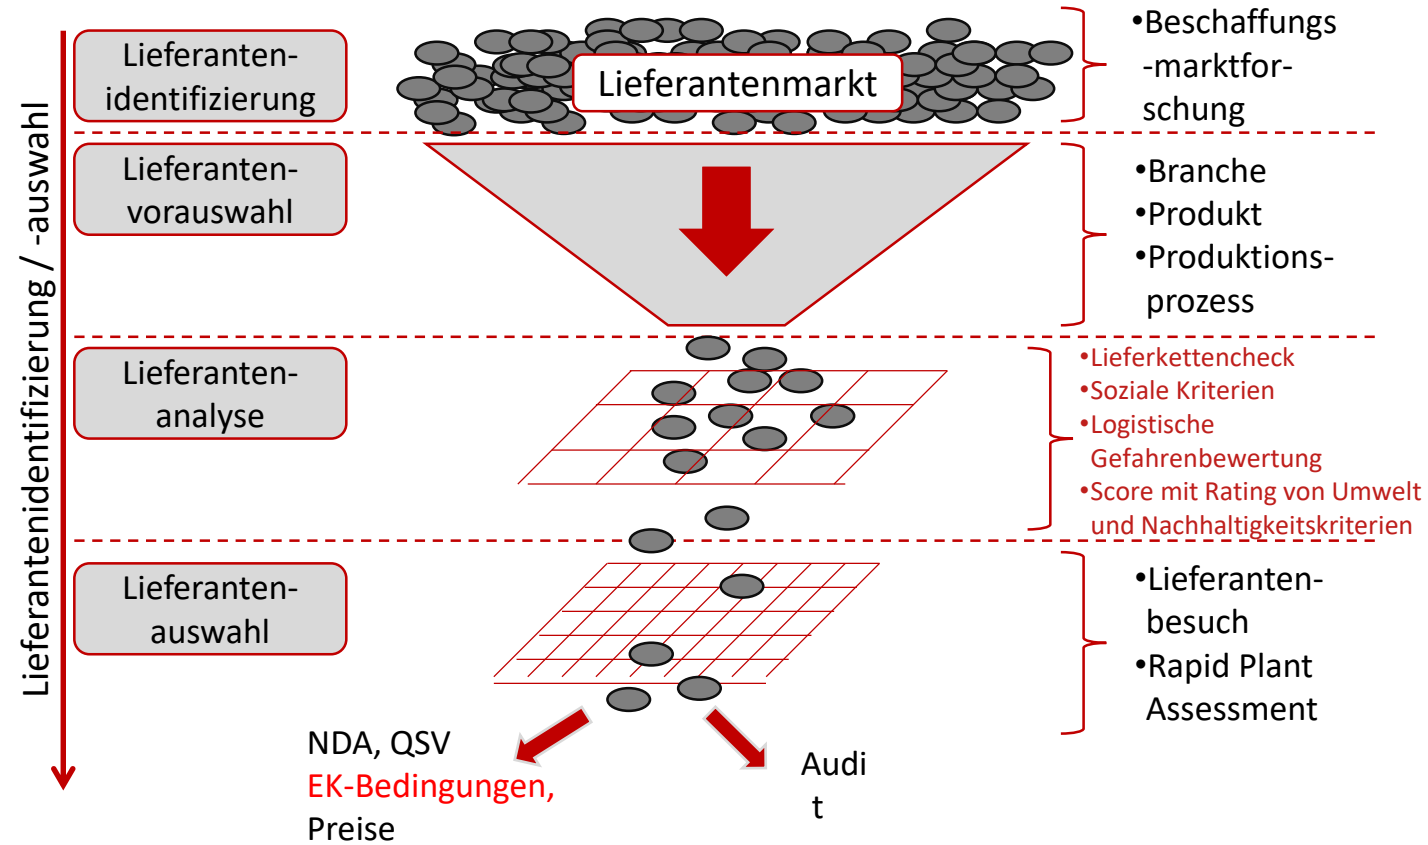 Lieferantenidentifizierung / -auswahl
Lieferanten-
identifizierung
Lieferantenmarkt
•Beschaffungs
-marktfor-
schung
Lieferanten-
vorauswahl
•Branche
•Produkt
•Produktions-
prozess
Lieferanten-
analyse
•Lieferkettencheck
•Soziale Kriterien
•Logistische
Gefahrenbewertung
•Score mit Rating von Umwelt
und Nachhaltigkeitskriterien
Lieferanten-
auswahl
•Lieferanten-
besuch
•Rapid Plant
Assessment
NDA, QSV
EK-Bedingungen,
Preise
Audi
t